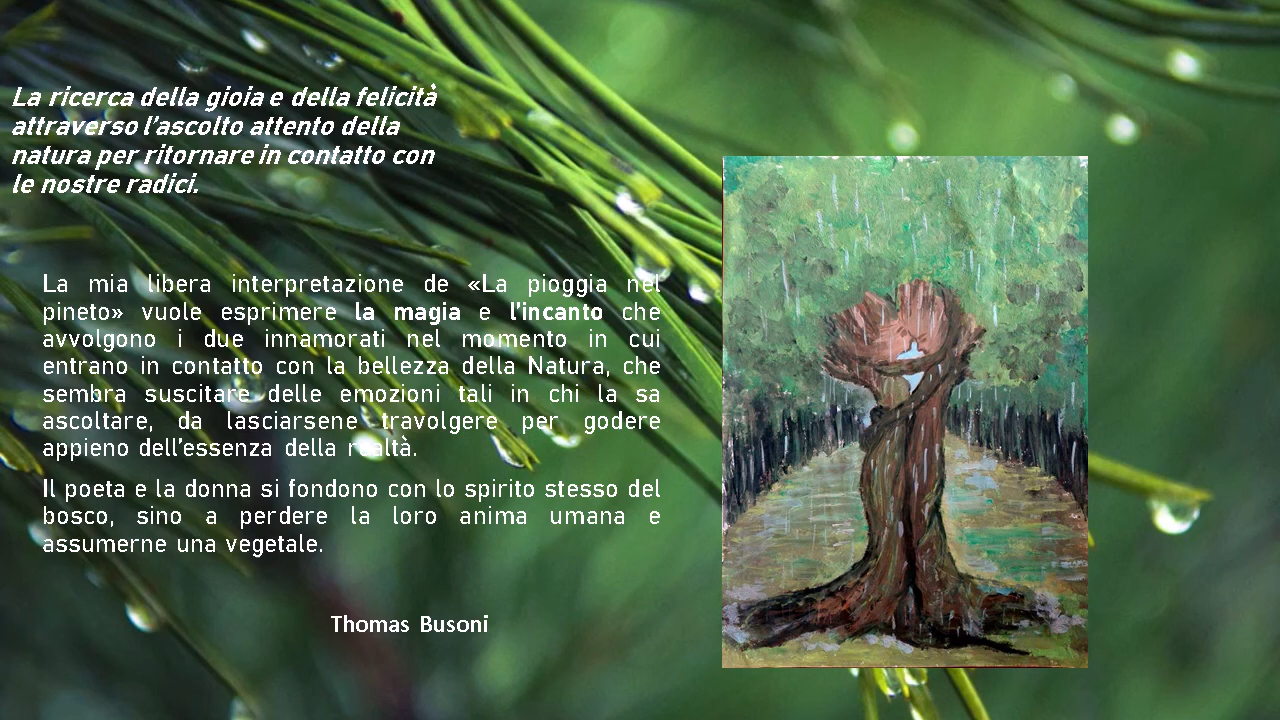 La ricerca della gioia e della felicità
attraverso l'ascolto attento della
natura per ritornare in contatto con
le nostre radici.
La mia libera interpretazione de «La pioggia nel
pineto» vuole esprimere la magia e l'incanto che
avvolgono i due innamorati nel momento in cui
entrano in contatto con la bellezza della Natura, che
sembra suscitare delle emozioni tali in chi la sa
ascoltare, da lasciarsene travolgere per godere
appieno dell'essenza della realtà.
Il poeta e la donna si fondono con lo spirito stesso del
bosco, sino a perdere la loro anima umana e
assumerne una vegetale.
Thomas Busoni